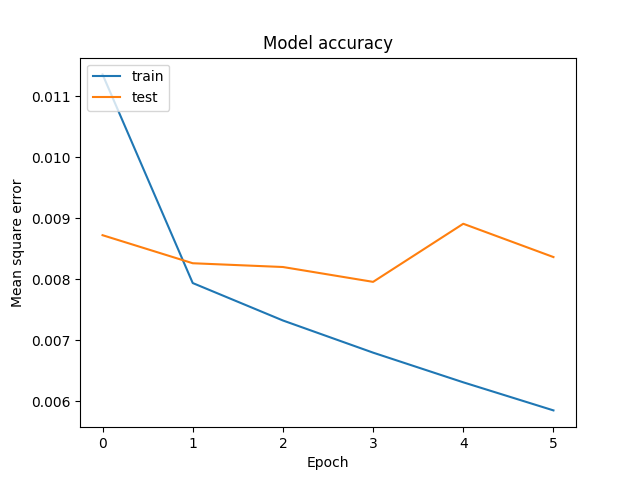 Model accuracy
train
test
0.011
0.010
0.009
0.008
0.007
0.006
Mean square error
0 1 2 3 4 5
Epoch